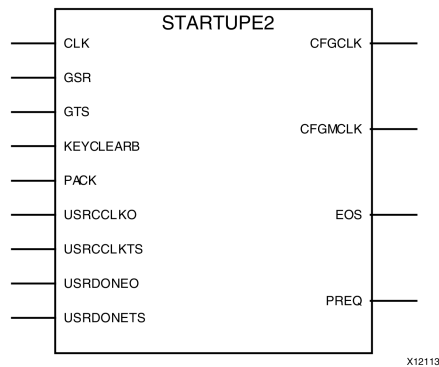 STARTUPE2
CLK
CFGCLK
GSR
GTS
CFGMCLK
KEYCLEARB
PACK
USRCCLKO
EOS
USRCCLKTS
USRDONEO
PREQ
USRDONETS
X12113